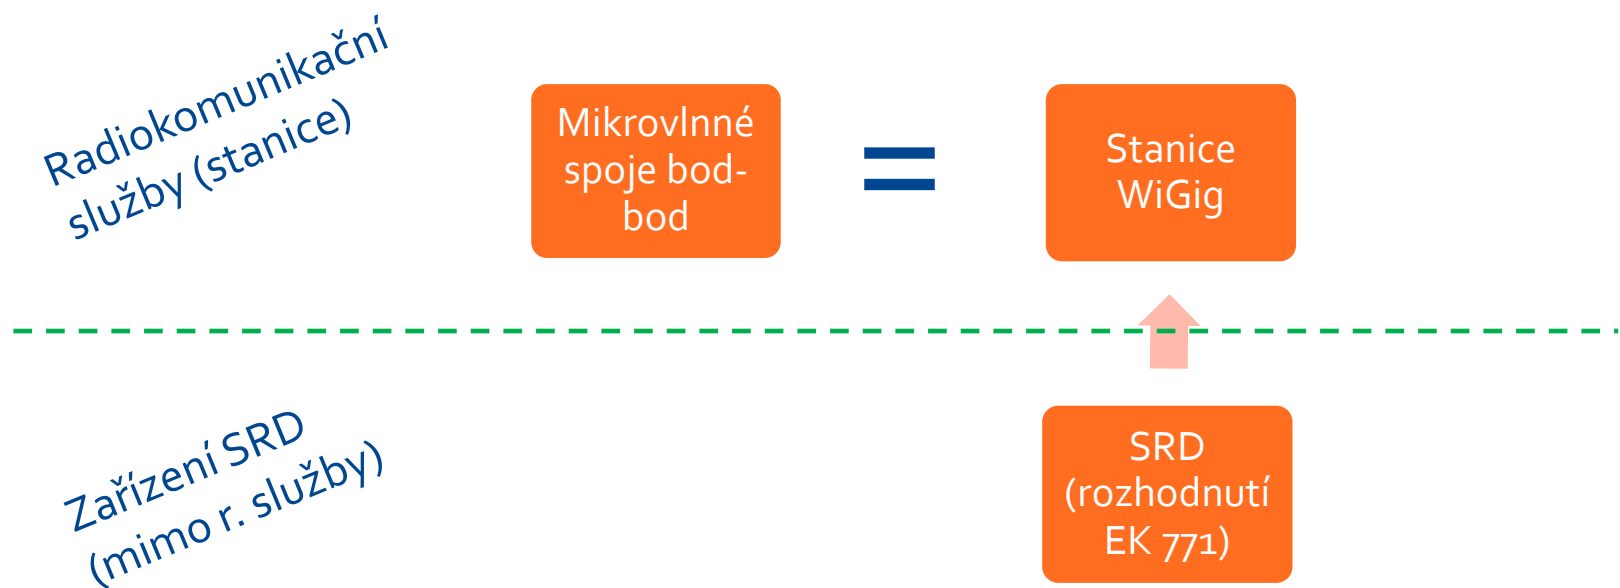 Radiokomunikační
služby (stanice)
Mikrovlnné
spoje bod-
bod
=
Stanice
WiGig
Zařízení SRD
(mimo r. služby)
SRD
(rozhodnutí
EK 771)